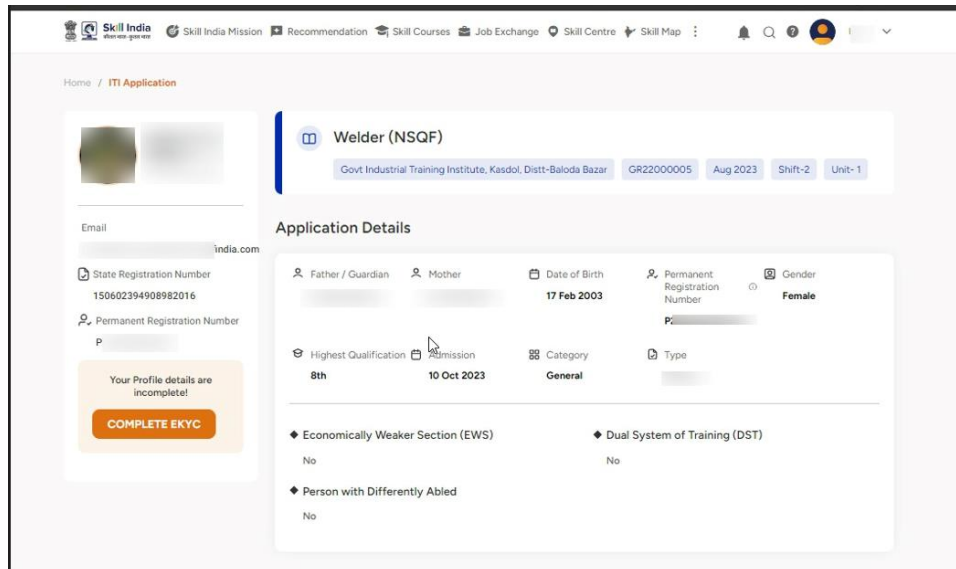 Skill India
कौशल भारत-कुशल भारत
Skill India Mission
Recommendation
Skill Courses
Job Exchange
Skill Centre
Skill Map
Home / ITI Application
Welder (NSQF)
Govt Industrial Training Institute, Kasdol, Distt-Baloda Bazar
GR22000005
Aug 2023
Shift-2
Unit- 1
Email
india.com
State Registration Number
150602394908982016
Permanent Registration Number
P
Your Profile details are
incomplete!
COMPLETE EKYC
Application Details
Father / Guardian
Mother
Date of Birth
17 Feb 2003
Permanent
Registration
Number
Gender
Female
Highest Qualification
8th
Admission
10 Oct 2023
Category
General
Type
Economically Weaker Section (EWS)
No
Dual System of Training (DST)
No
Person with Differently Abled
No